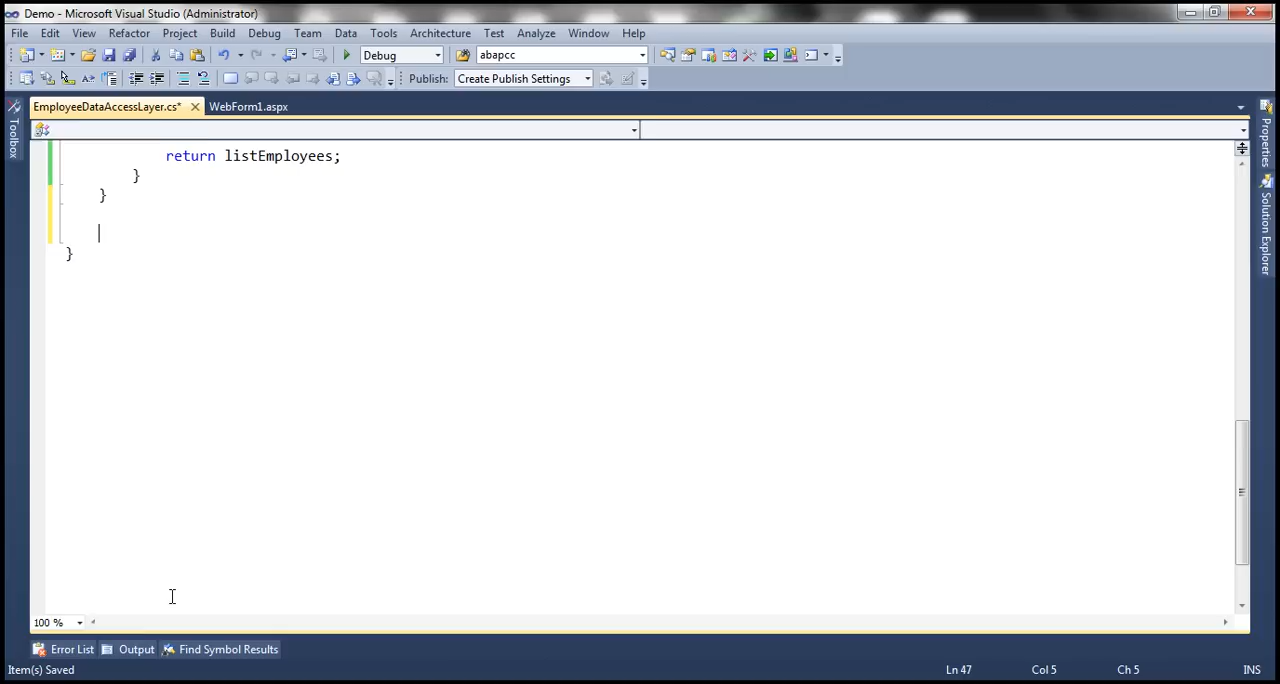 Demo - Microsoft Visual Studio (Administrator)
File Edit View Refactor Project Build Debug Team Data Tools Architecture Test Analyze Window Help
Debug abapcc
Publish: Create Publish Settings
EmployeeDataAccessLayer.cs* WebForm1.aspx
Toolbox
Properties
Solution Explorer
return listEmployees;
}
}
}
100 %
Error List Output Find Symbol Results
Item(s) Saved Ln 47 Col 5 Ch 5 INS